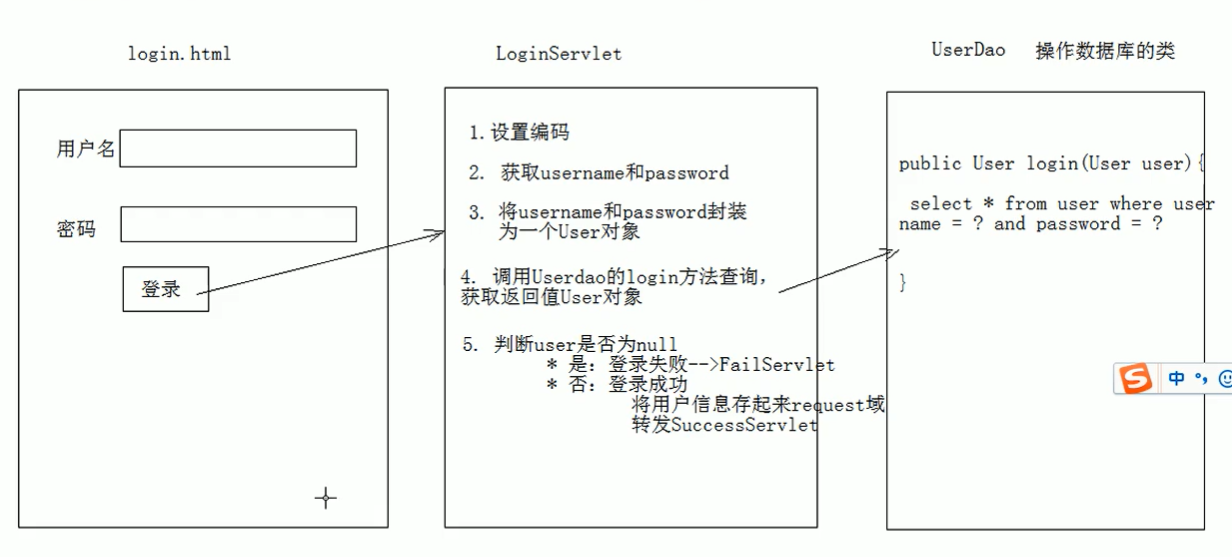 login.html
用户名
密码
登录
LoginServlet
1.设置编码
2. 获取username和password
3. 将username和password封装
为一个User对象
4. 调用Userdao的login方法查询，
获取返回值User对象
5. 判断user是否为null
* 是：登录失败-->FailServlet
* 否：登录成功
将用户信息存起来request域
转发SuccessServlet
UserDao 操作数据库的类
public User login(User user){
select * from user where user
name = ? and password = ?
}
S 中 °，